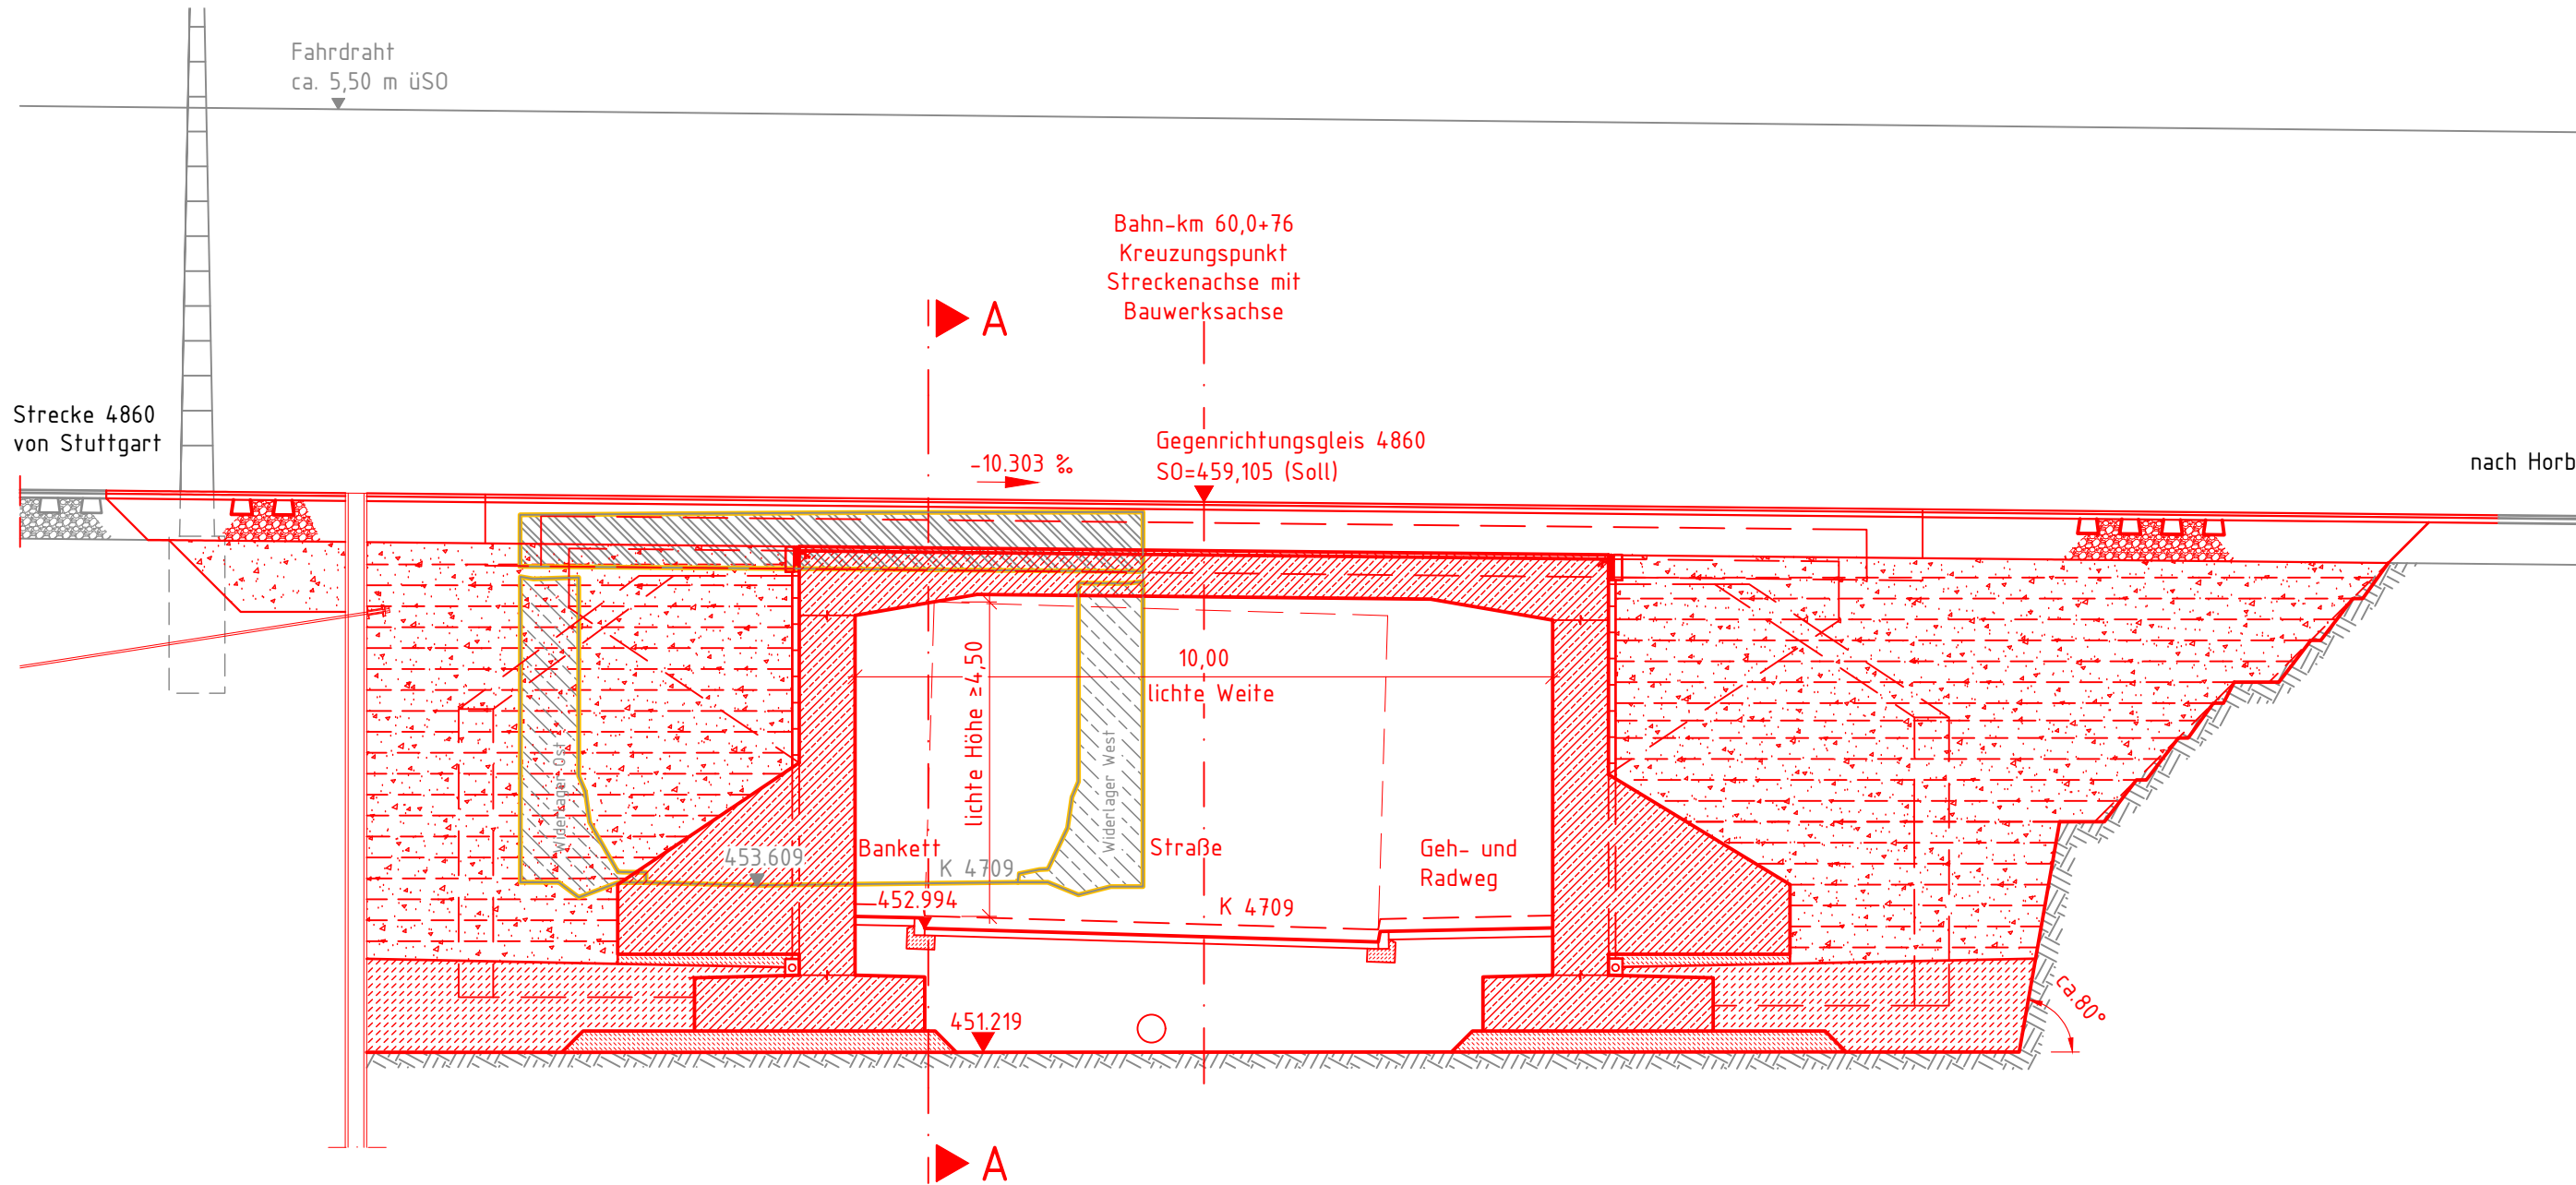 Fahrdraht
ca. 5,50 m üSO
Bahn-km 60,0+76
Kreuzungspunkt
Streckenachse mit
Bauwerksachse
A
Strecke 4860
von Stuttgart
-10.303 ‰
Gegenrichtungsgleis 4860
SO=459,105 (Soll)
nach Horb
lichte Höhe ≥4,50
10,00
lichte Weite
Widerlager Ost
Widerlager West
453.609
Bankett
K 4709
Straße
Geh- und
Radweg
452.994
K 4709
451.219
ca.80°
A